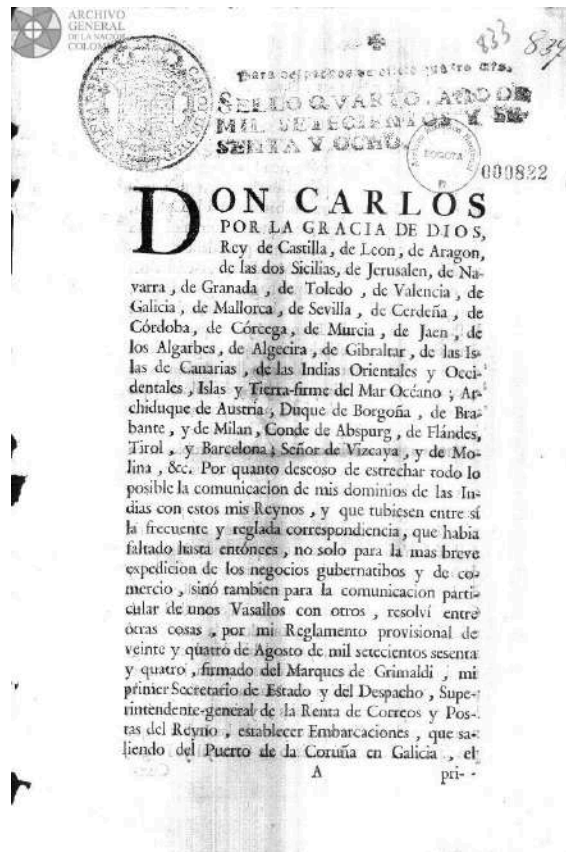 ARCHIVO
GENERAL
DE LA NACIÓN
COLOMBIA
833 834
Para despachos de oficio quatro mrs.
SELLO QVARTO, AÑO DE
MIL SETECIENTOS Y SE-
SENTA Y OCHO.
BOGOTA
000822
DON CARLOS
POR LA GRACIA DE DIOS,
Rey de Castilla, de Leon, de Aragon,
de las dos Sicilias, de Jerusalen, de Na-
varra, de Granada, de Toledo, de Valencia, de
Galicia, de Mallorca, de Sevilla, de Cerdeña, de
Córdoba, de Córcega, de Murcia, de Jaen, de
los Algarbes, de Algecira, de Gibraltar, de las Is-
las de Canarias, de las Indias Orientales y Occi-
dentales, Islas y Tierra-firme del Mar Océano; Ar-
chiduque de Austria, Duque de Borgoña, de Bra-
bante, y de Milan, Conde de Abspurg, de Flándes,
Tirol, y Barcelona; Señor de Vizcaya, y de Mo-
lina, &c. Por quanto deseoso de estrechar todo lo
posible la comunicacion de mis dominios de las In-
dias con estos mis Reynos, y que tubiesen entre sí
la frecuente y reglada correspondiencia, que habia
faltado hasta entónces, no solo para la mas breve
expedicion de los negocios gubernatibos y de co-
mercio, sinó tambien para la comunicacion parti-
cular de unos Vasallos con otros, resolví entre
otras cosas, por mi Reglamento provisional de
veinte y quatro de Agosto de mil setecientos sesenta
y quatro, firmado del Marques de Grimaldi, mi
primer Secretario de Estado y del Despacho, Supe-
rintendente-general de la Renta de Correos y Pos-
tas del Reyno, establecer Embarcaciones, que sa-
liendo del Puerto de la Coruña en Galicia, el
A pri-